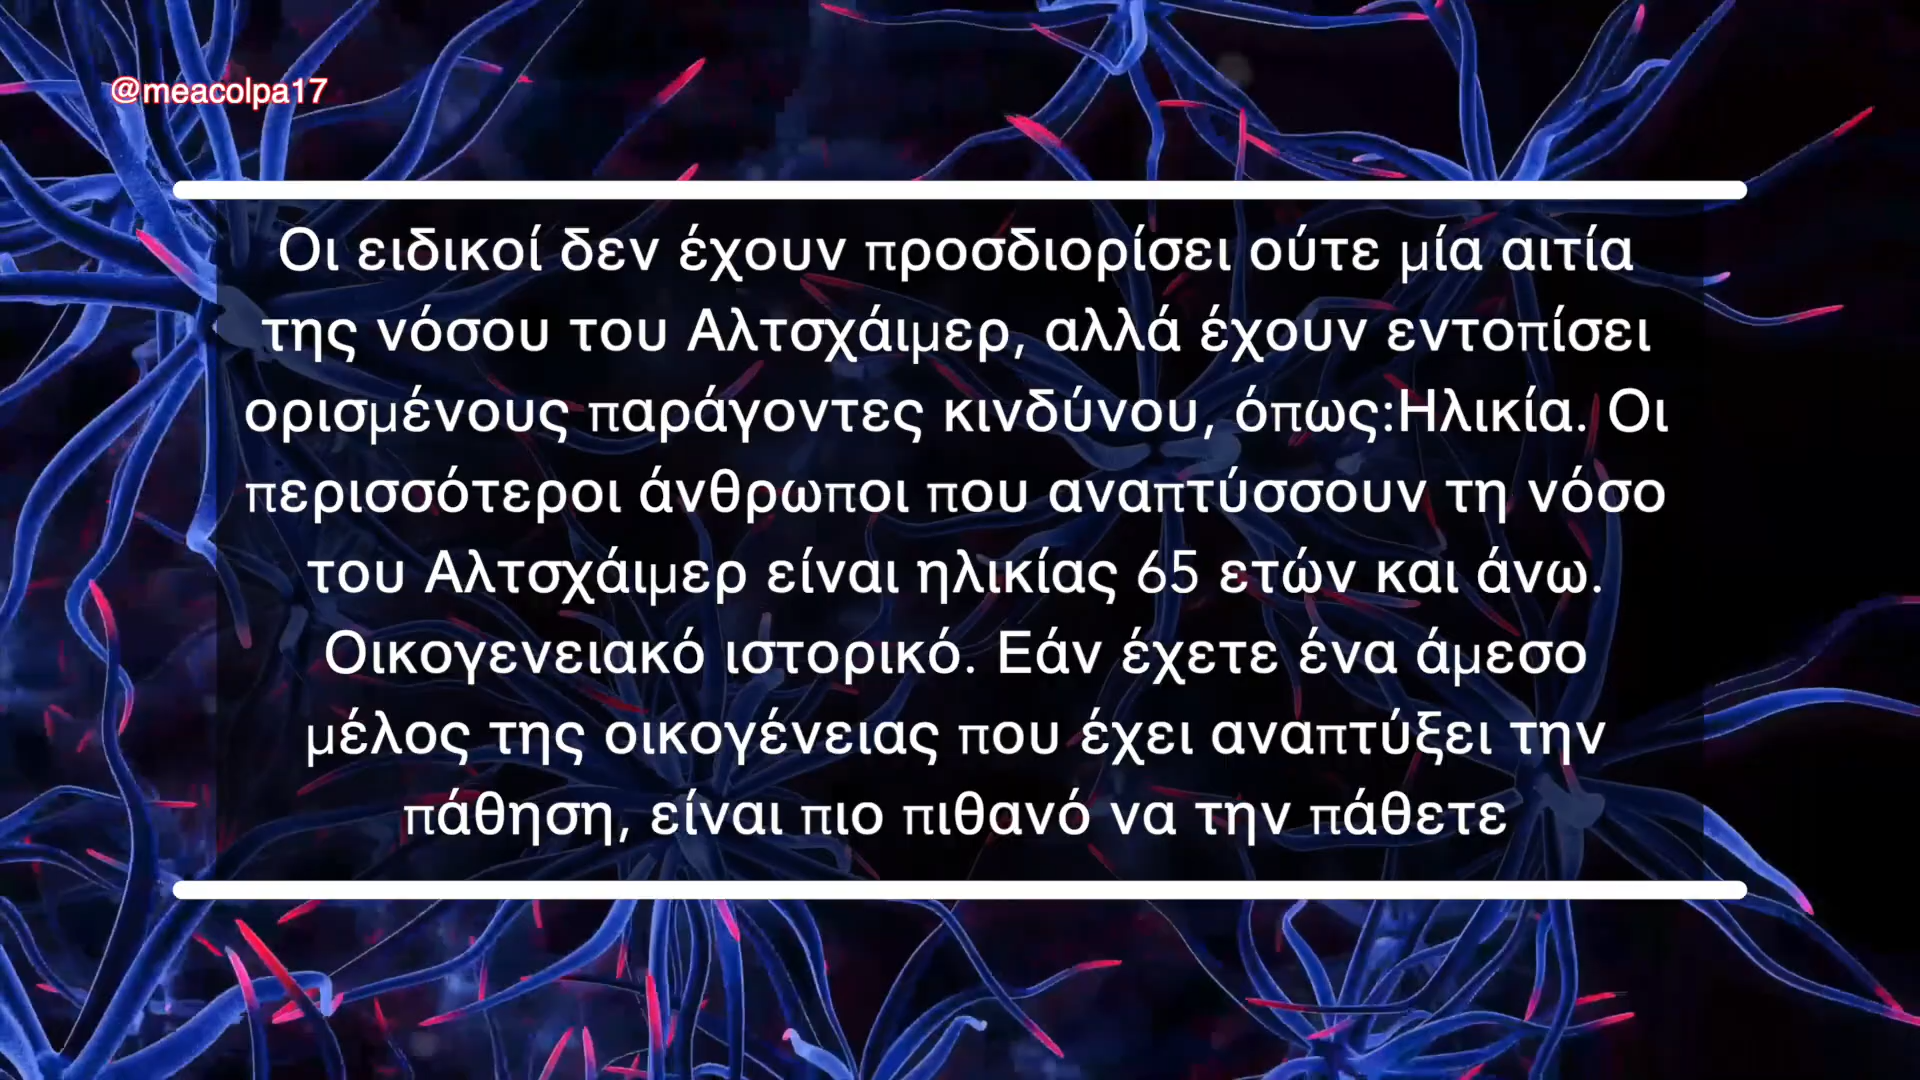 @meacolpa17
Οι ειδικοί δεν έχουν προσδιορίσει ούτε μία αιτία
της νόσου του Αλτσχάιμερ, αλλά έχουν εντοπίσει
ορισμένους παράγοντες κινδύνου, όπως:Ηλικία. Οι
περισσότεροι άνθρωποι που αναπτύσσουν τη νόσο
του Αλτσχάιμερ είναι ηλικίας 65 ετών και άνω.
Οικογενειακό ιστορικό. Εάν έχετε ένα άμεσο
μέλος της οικογένειας που έχει αναπτύξει την
πάθηση, είναι πιο πιθανό να την πάθετε